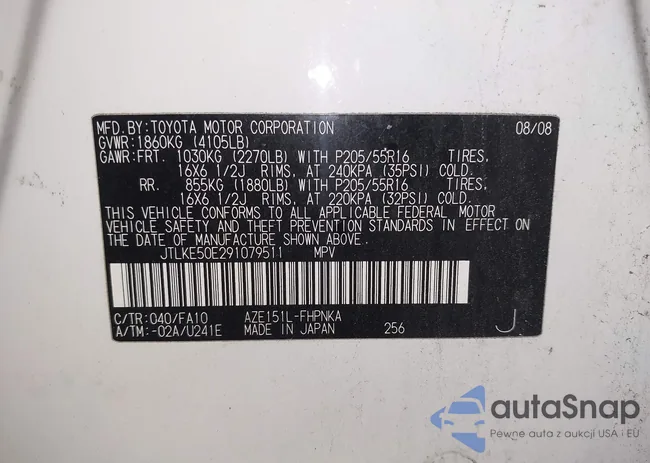 MFD.BY:TOYOTA MOTOR CORPORATION 08/08
GVWR:1860KG (4105LB)
GAWR:FRT. 1030KG (2270LB) WITH P205/55R16 TIRES,
16X6 1/2J RIMS, AT 240KPA (35PSI) COLD.
RR. 855KG (1880LB) WITH P205/55R16 TIRES,
16X6 1/2J RIMS, AT 220KPA (32PSI) COLD.
THIS VEHICLE CONFORMS TO ALL APPLICABLE FEDERAL MOTOR
VEHICLE SAFETY AND THEFT PREVENTION STANDARDS IN EFFECT ON
THE DATE OF MANUFACTURE SHOWN ABOVE.
JTLKE50E291079511 MPV
C/TR:040/FA10 AZE151L-FHPNKA
A/TM:-02A/U241E MADE IN JAPAN 256 J
autaSnap
Pewne auta z aukcji USA i EU